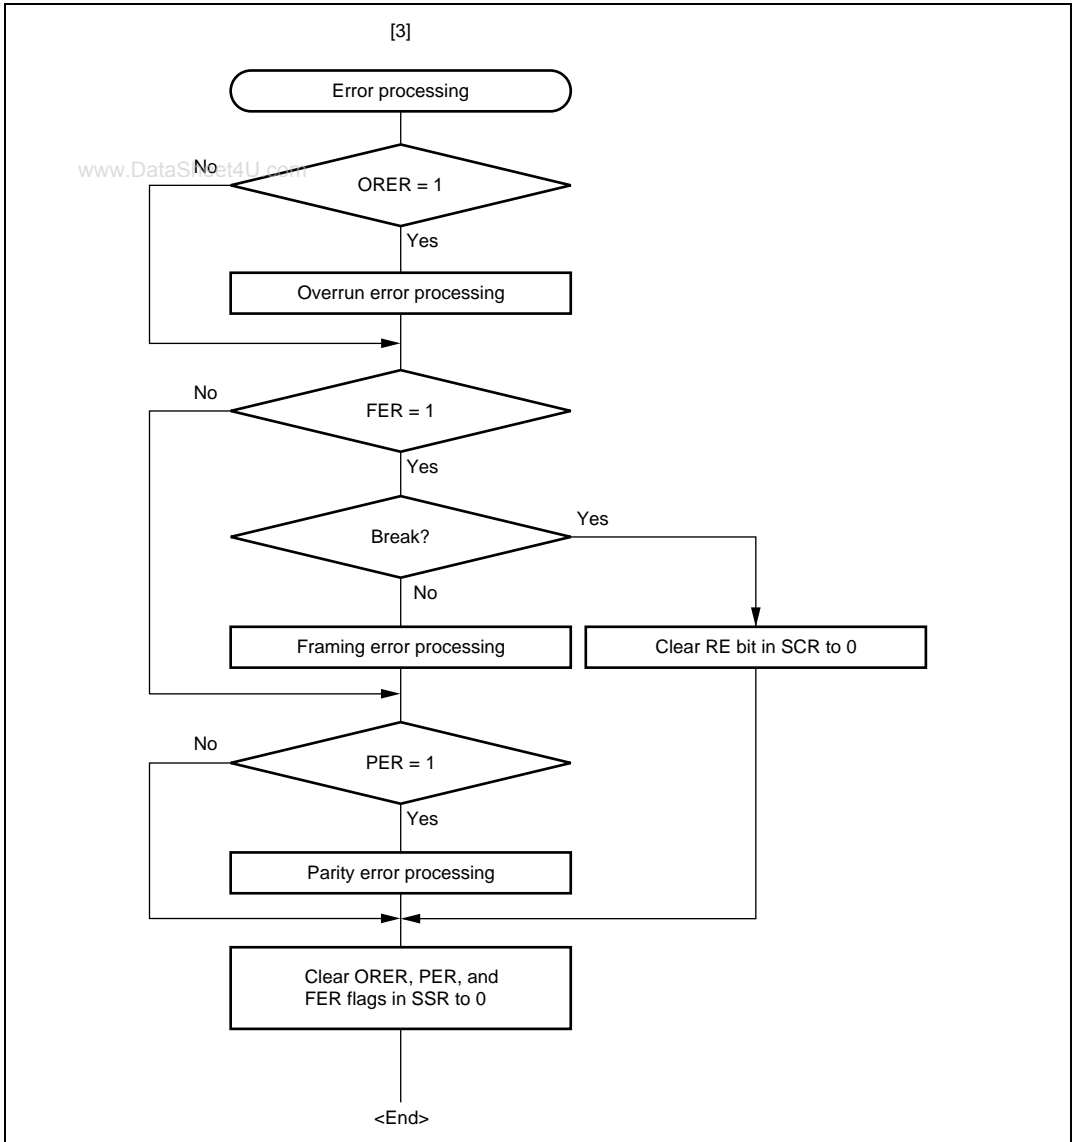 [3]
Error processing
www.DataSheet4U.com
No
ORER = 1
Yes
Overrun error processing
No
FER = 1
Yes
Break?
Yes
No
Framing error processing
Clear RE bit in SCR to 0
No
PER = 1
Yes
Parity error processing
Clear ORER, PER, and
FER flags in SSR to 0
<End>